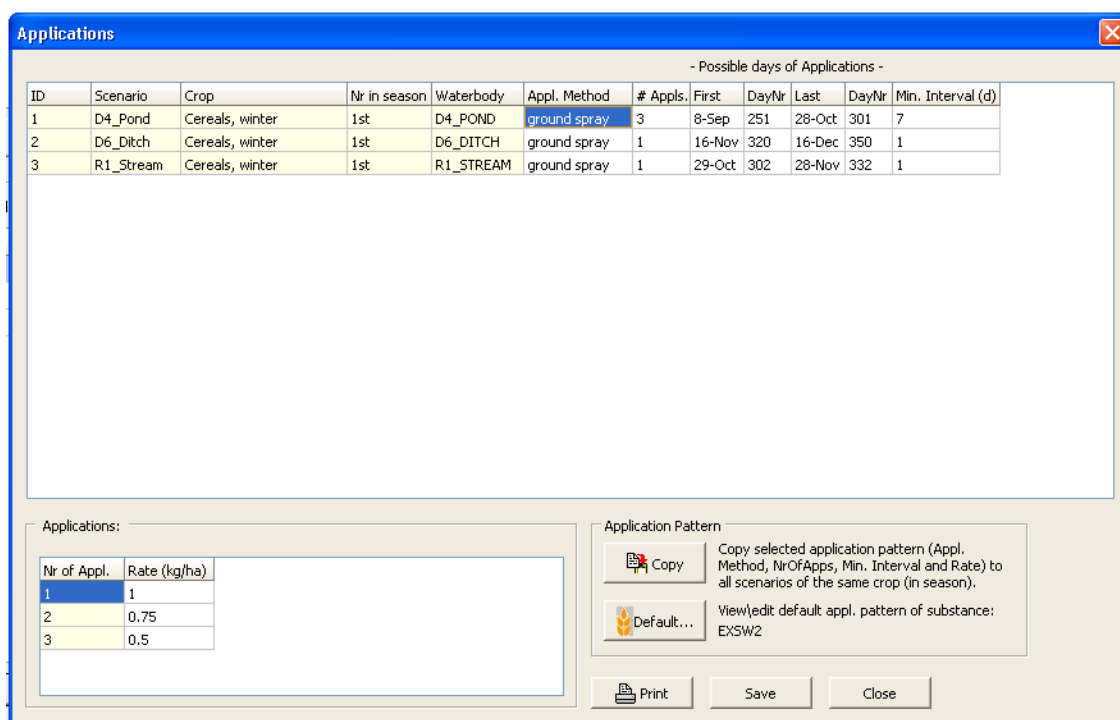 Applications
- Possible days of Applications -
ID Scenario Crop Nr in season Waterbody Appl. Method # Appls. First DayNr Last DayNr Min. Interval (d)
1 D4_Pond Cereals, winter 1st D4_POND ground spray 3 8-Sep 251 28-Oct 301 7
2 D6_Ditch Cereals, winter 1st D6_DITCH ground spray 1 16-Nov 320 16-Dec 350 1
3 R1_Stream Cereals, winter 1st R1_STREAM ground spray 1 29-Oct 302 28-Nov 332 1
Applications:
Nr of Appl. Rate (kg/ha)
1 1
2 0.75
3 0.5
Application Pattern
Copy
Copy selected application pattern (Appl.
Method, NrOfApps, Min. Interval and Rate) to
all scenarios of the same crop (in season).
Default...
View\edit default appl. pattern of substance:
EXSW2
Print Save Close